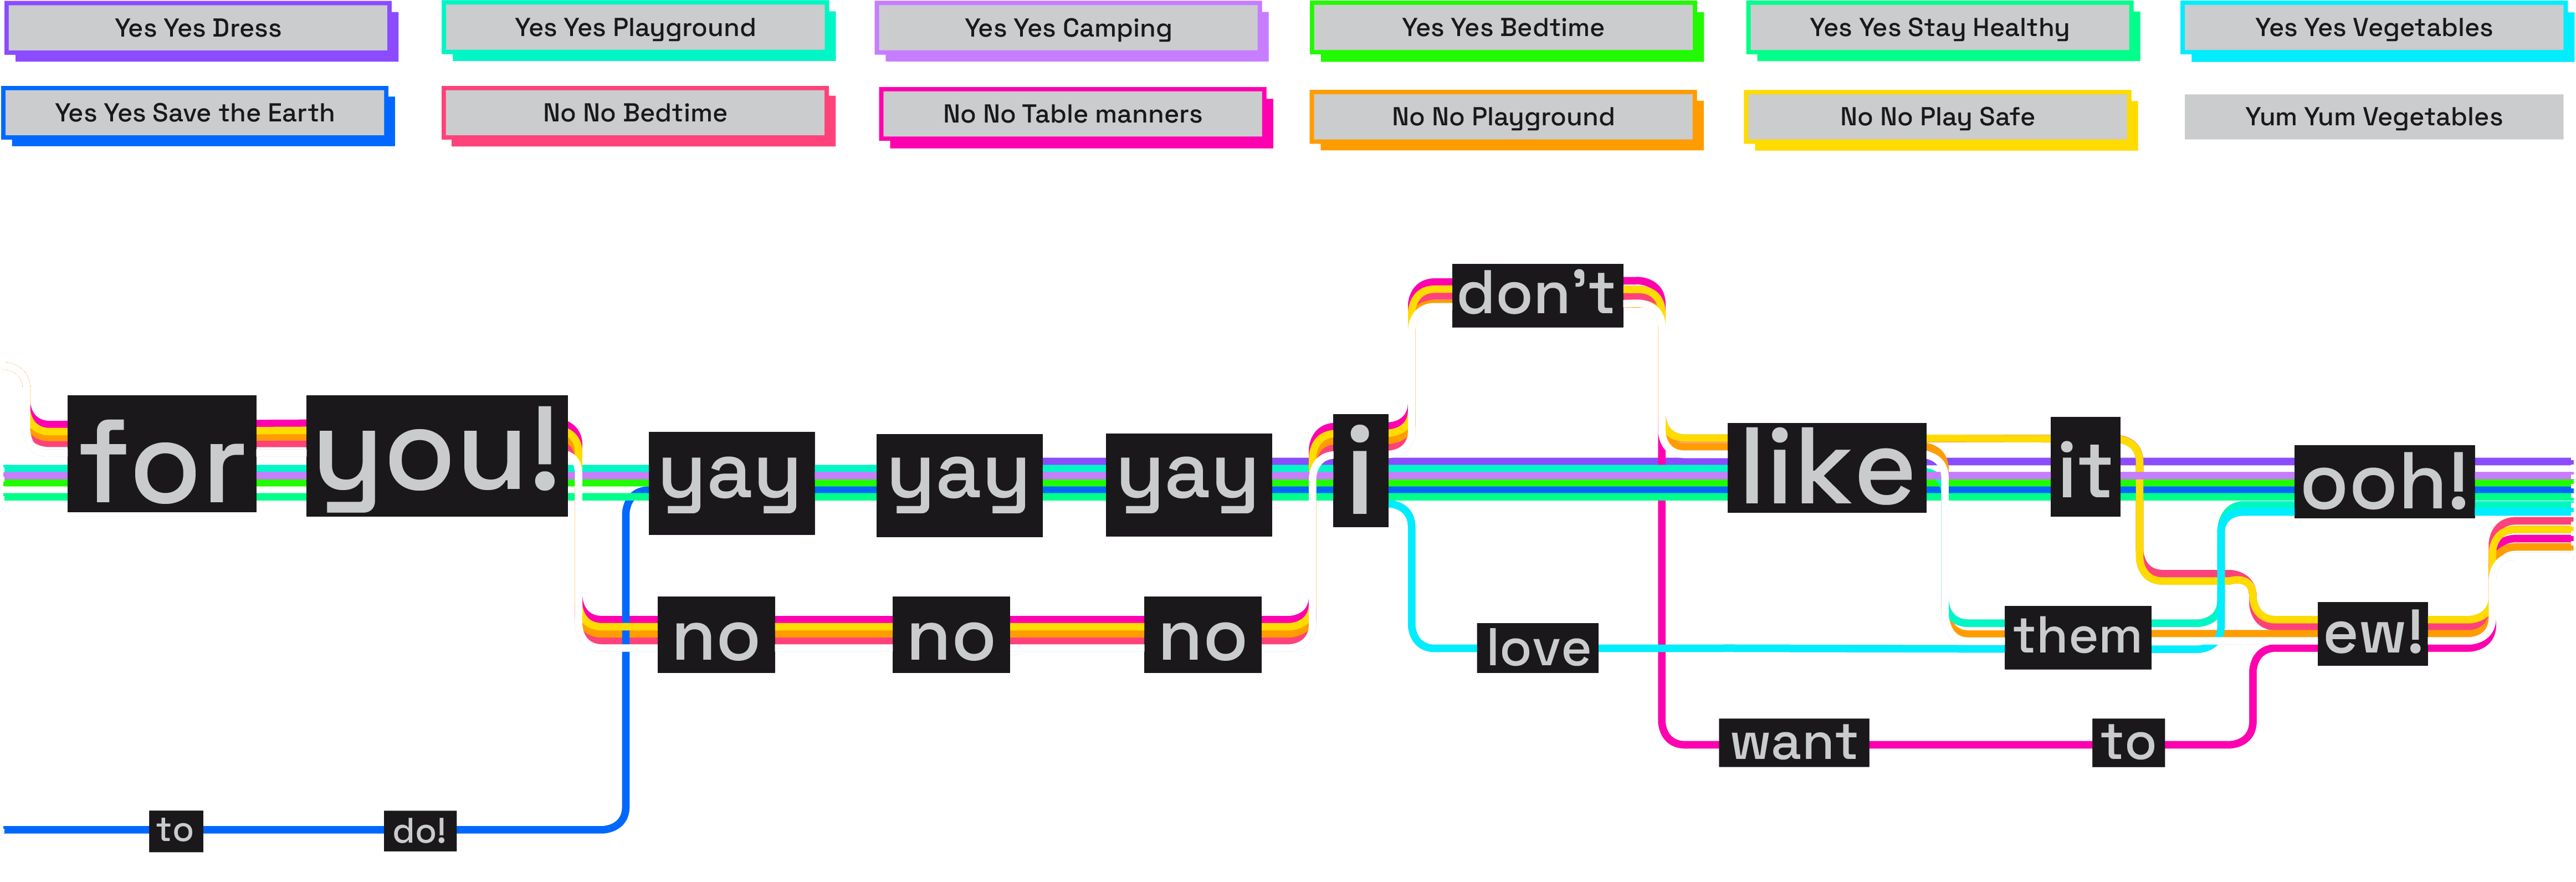 Yes Yes Dress
Yes Yes Playground
Yes Yes Camping
Yes Yes Bedtime
Yes Yes Stay Healthy
Yes Yes Vegetables
Yes Yes Save the Earth
No No Bedtime
No No Table manners
No No Playground
No No Play Safe
Yum Yum Vegetables
don't
for you! yay yay yay i like it ooh!
no no no love them ew!
want to
to do!